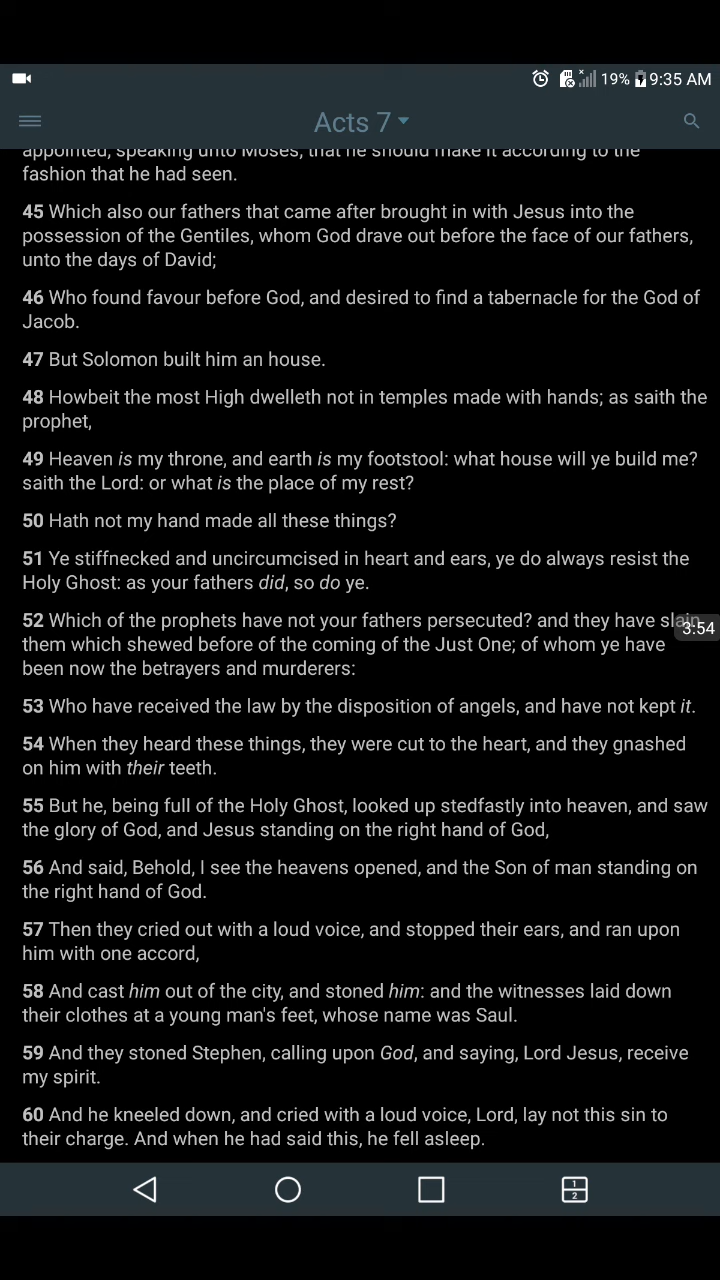 19% 9:35 AM
Acts 7
appointed, speaking unto Moses, that he should make it according to the
fashion that he had seen.
45 Which also our fathers that came after brought in with Jesus into the
possession of the Gentiles, whom God drave out before the face of our fathers,
unto the days of David;
46 Who found favour before God, and desired to find a tabernacle for the God of
Jacob.
47 But Solomon built him an house.
48 Howbeit the most High dwelleth not in temples made with hands; as saith the
prophet,
49 Heaven is my throne, and earth is my footstool: what house will ye build me?
saith the Lord: or what is the place of my rest?
50 Hath not my hand made all these things?
51 Ye stiffnecked and uncircumcised in heart and ears, ye do always resist the
Holy Ghost: as your fathers did, so do ye.
52 Which of the prophets have not your fathers persecuted? and they have slain
3:54
them which shewed before of the coming of the Just One; of whom ye have
been now the betrayers and murderers:
53 Who have received the law by the disposition of angels, and have not kept it.
54 When they heard these things, they were cut to the heart, and they gnashed
on him with their teeth.
55 But he, being full of the Holy Ghost, looked up stedfastly into heaven, and saw
the glory of God, and Jesus standing on the right hand of God,
56 And said, Behold, I see the heavens opened, and the Son of man standing on
the right hand of God.
57 Then they cried out with a loud voice, and stopped their ears, and ran upon
him with one accord,
58 And cast him out of the city, and stoned him: and the witnesses laid down
their clothes at a young man's feet, whose name was Saul.
59 And they stoned Stephen, calling upon God, and saying, Lord Jesus, receive
my spirit.
60 And he kneeled down, and cried with a loud voice, Lord, lay not this sin to
their charge. And when he had said this, he fell asleep.
1
2